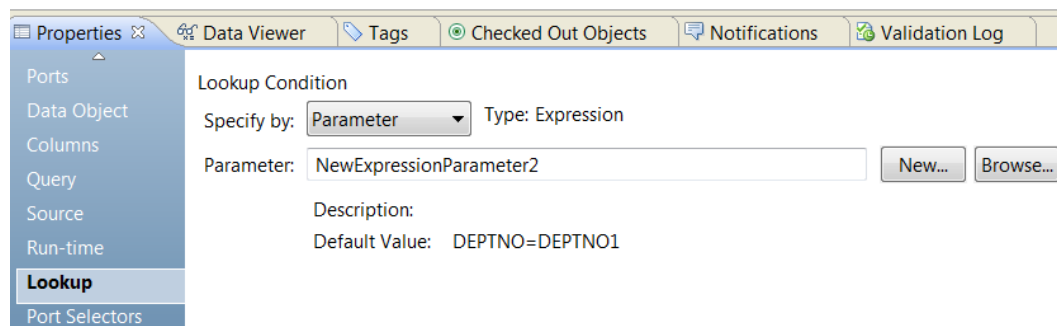 Properties Data Viewer Tags Checked Out Objects Notifications Validation Log
Ports
Data Object
Columns
Query
Source
Run-time
Lookup
Port Selectors
Lookup Condition
Specify by: Parameter Type: Expression
Parameter: NewExpressionParameter2 New... Browse...
Description:
Default Value: DEPTNO=DEPTNO1